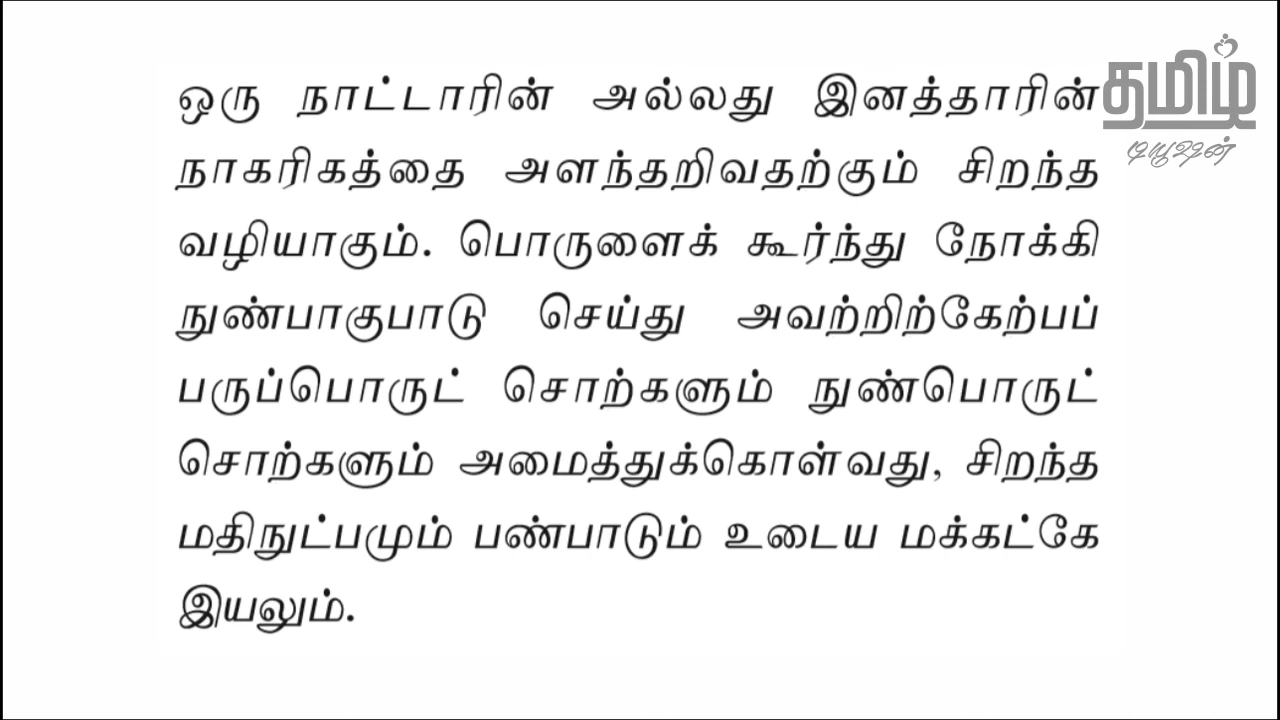 ஒரு நாட்டாரின் அல்லது இனத்தாரின்
நாகரிகத்தை அளந்தறிவதற்கும் சிறந்த
வழியாகும். பொருளைக் கூர்ந்து நோக்கி
நுண்பாகுபாடு செய்து அவற்றிற்கேற்பப்
பருப்பொருட் சொற்களும் நுண்பொருட்
சொற்களும் அமைத்துக்கொள்வது, சிறந்த
மதிநுட்பமும் பண்பாடும் உடைய மக்கட்கே
இயலும்.
தமிழ்
டியூஷன்